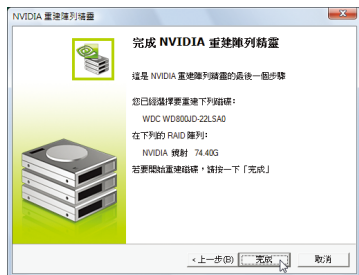 NVIDIA 重建陣列精靈
完成 NVIDIA 重建陣列精靈
這是 NVIDIA 重建陣列精靈的最後一個步驟
您已經選擇要重建下列磁碟：
WDC WD800JD-22LSA0
在下列的 RAID 陣列：
NVIDIA 鏡射 74.40G
若要開始重建磁碟，請按一下「完成」
<上一步(B)
完成
取消